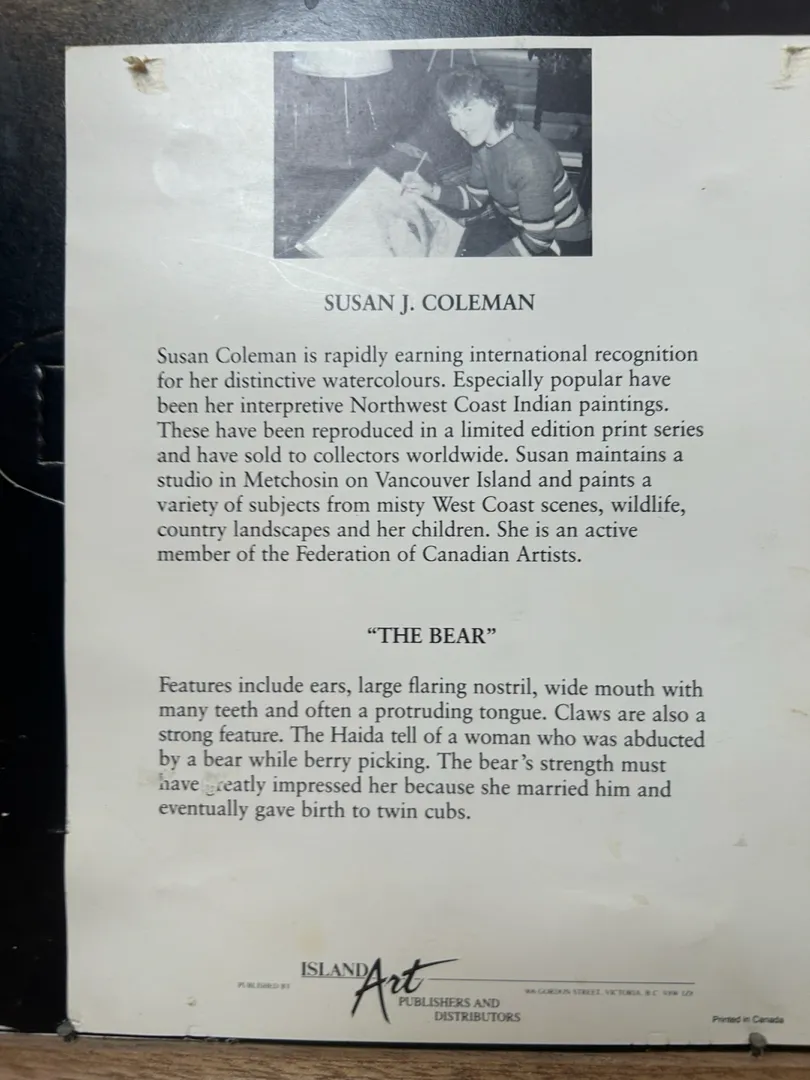 SUSAN J. COLEMAN
Susan Coleman is rapidly earning international recognition
for her distinctive watercolours. Especially popular have
been her interpretive Northwest Coast Indian paintings.
These have been reproduced in a limited edition print series
and have sold to collectors worldwide. Susan maintains a
studio in Metchosin on Vancouver Island and paints a
variety of subjects from misty West Coast scenes, wildlife,
country landscapes and her children. She is an active
member of the Federation of Canadian Artists.
“THE BEAR”
Features include ears, large flaring nostril, wide mouth with
many teeth and often a protruding tongue. Claws are also a
strong feature. The Haida tell of a woman who was abducted
by a bear while berry picking. The bear’s strength must
have greatly impressed her because she married him and
eventually gave birth to twin cubs.
PUBLISHED BY
ISLAND Art
PUBLISHERS AND
DISTRIBUTORS
GORDON STREET, VICTORIA, B.C.
Printed in Canada